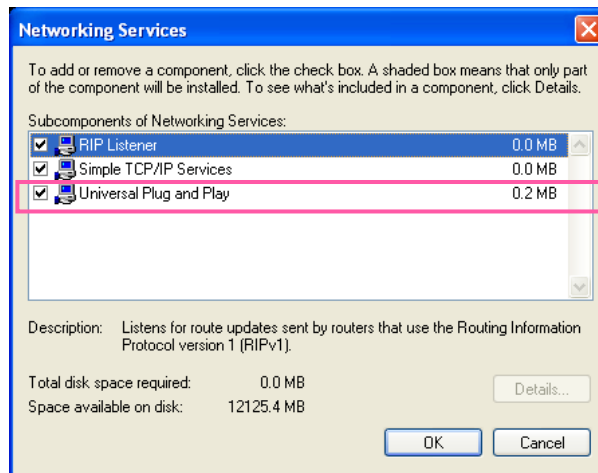 Networking Services
To add or remove a component, click the check box. A shaded box means that only part
of the component will be installed. To see what's included in a component, click Details.
Subcomponents of Networking Services:
RIP Listener 0.0 MB
Simple TCP/IP Services 0.0 MB
Universal Plug and Play 0.2 MB
Description: Listens for route updates sent by routers that use the Routing Information
Protocol version 1 (RIPv1).
Total disk space required: 0.0 MB
Details...
Space available on disk: 12125.4 MB
OK Cancel